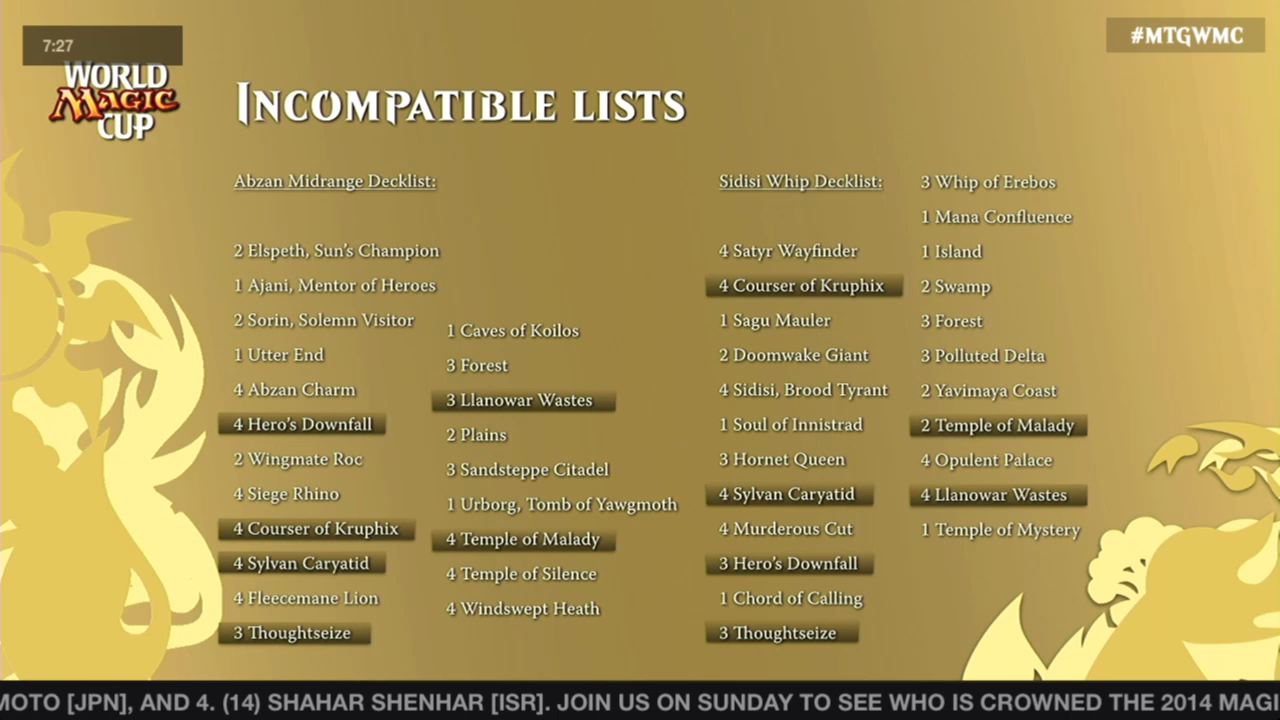 7:27
#MTGWMC
WORLD
MAGIC
CUP
INCOMPATIBLE LISTS
Abzan Midrange Decklist:
2 Elspeth, Sun's Champion
1 Ajani, Mentor of Heroes
2 Sorin, Solemn Visitor
1 Utter End
4 Abzan Charm
4 Hero's Downfall
2 Wingmate Roc
4 Siege Rhino
4 Courser of Kruphix
4 Sylvan Caryatid
4 Fleecemane Lion
3 Thoughtseize
1 Caves of Koilos
3 Forest
3 Llanowar Wastes
2 Plains
3 Sandsteppe Citadel
1 Urborg, Tomb of Yawgmoth
4 Temple of Malady
4 Temple of Silence
4 Windswept Heath
Sidisi Whip Decklist:
4 Satyr Wayfinder
4 Courser of Kruphix
1 Sagu Mauler
2 Doomwake Giant
4 Sidisi, Brood Tyrant
1 Soul of Innistrad
3 Hornet Queen
4 Sylvan Caryatid
4 Murderous Cut
3 Hero's Downfall
1 Chord of Calling
3 Thoughtseize
3 Whip of Erebos
1 Mana Confluence
1 Island
2 Swamp
3 Forest
3 Polluted Delta
2 Yavimaya Coast
2 Temple of Malady
4 Opulent Palace
4 Llanowar Wastes
1 Temple of Mystery
MOTO [JPN], AND 4. (14) SHAHAR SHENHAR [ISR]. JOIN US ON SUNDAY TO SEE WHO IS CROWNED THE 2014 MAGI